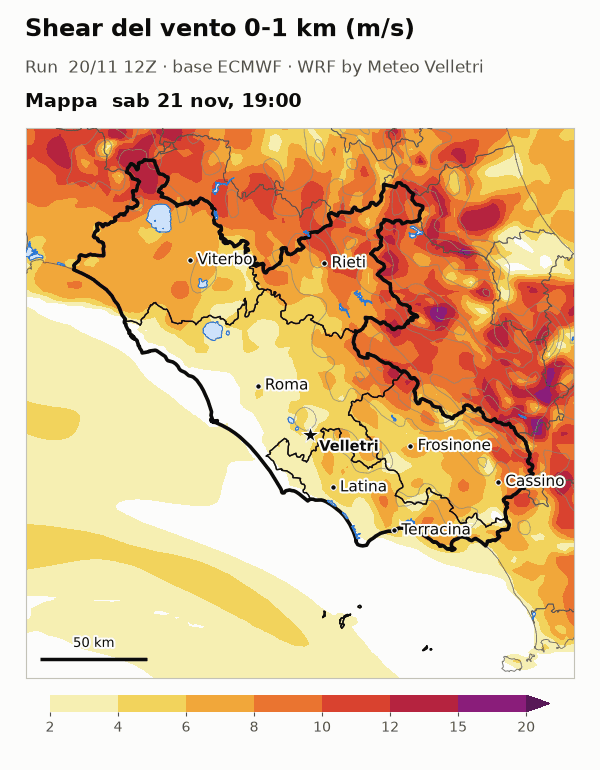 Shear del vento 0-1 km (m/s)
Run  20/11 12Z · base ECMWF · WRF by Meteo Velletri
Mappa  sab 21 nov, 19:00
Viterbo
Rieti
Roma
Velletri
Frosinone
Latina
Cassino
Terracina
50 km
2 4 6 8 10 12 15 20